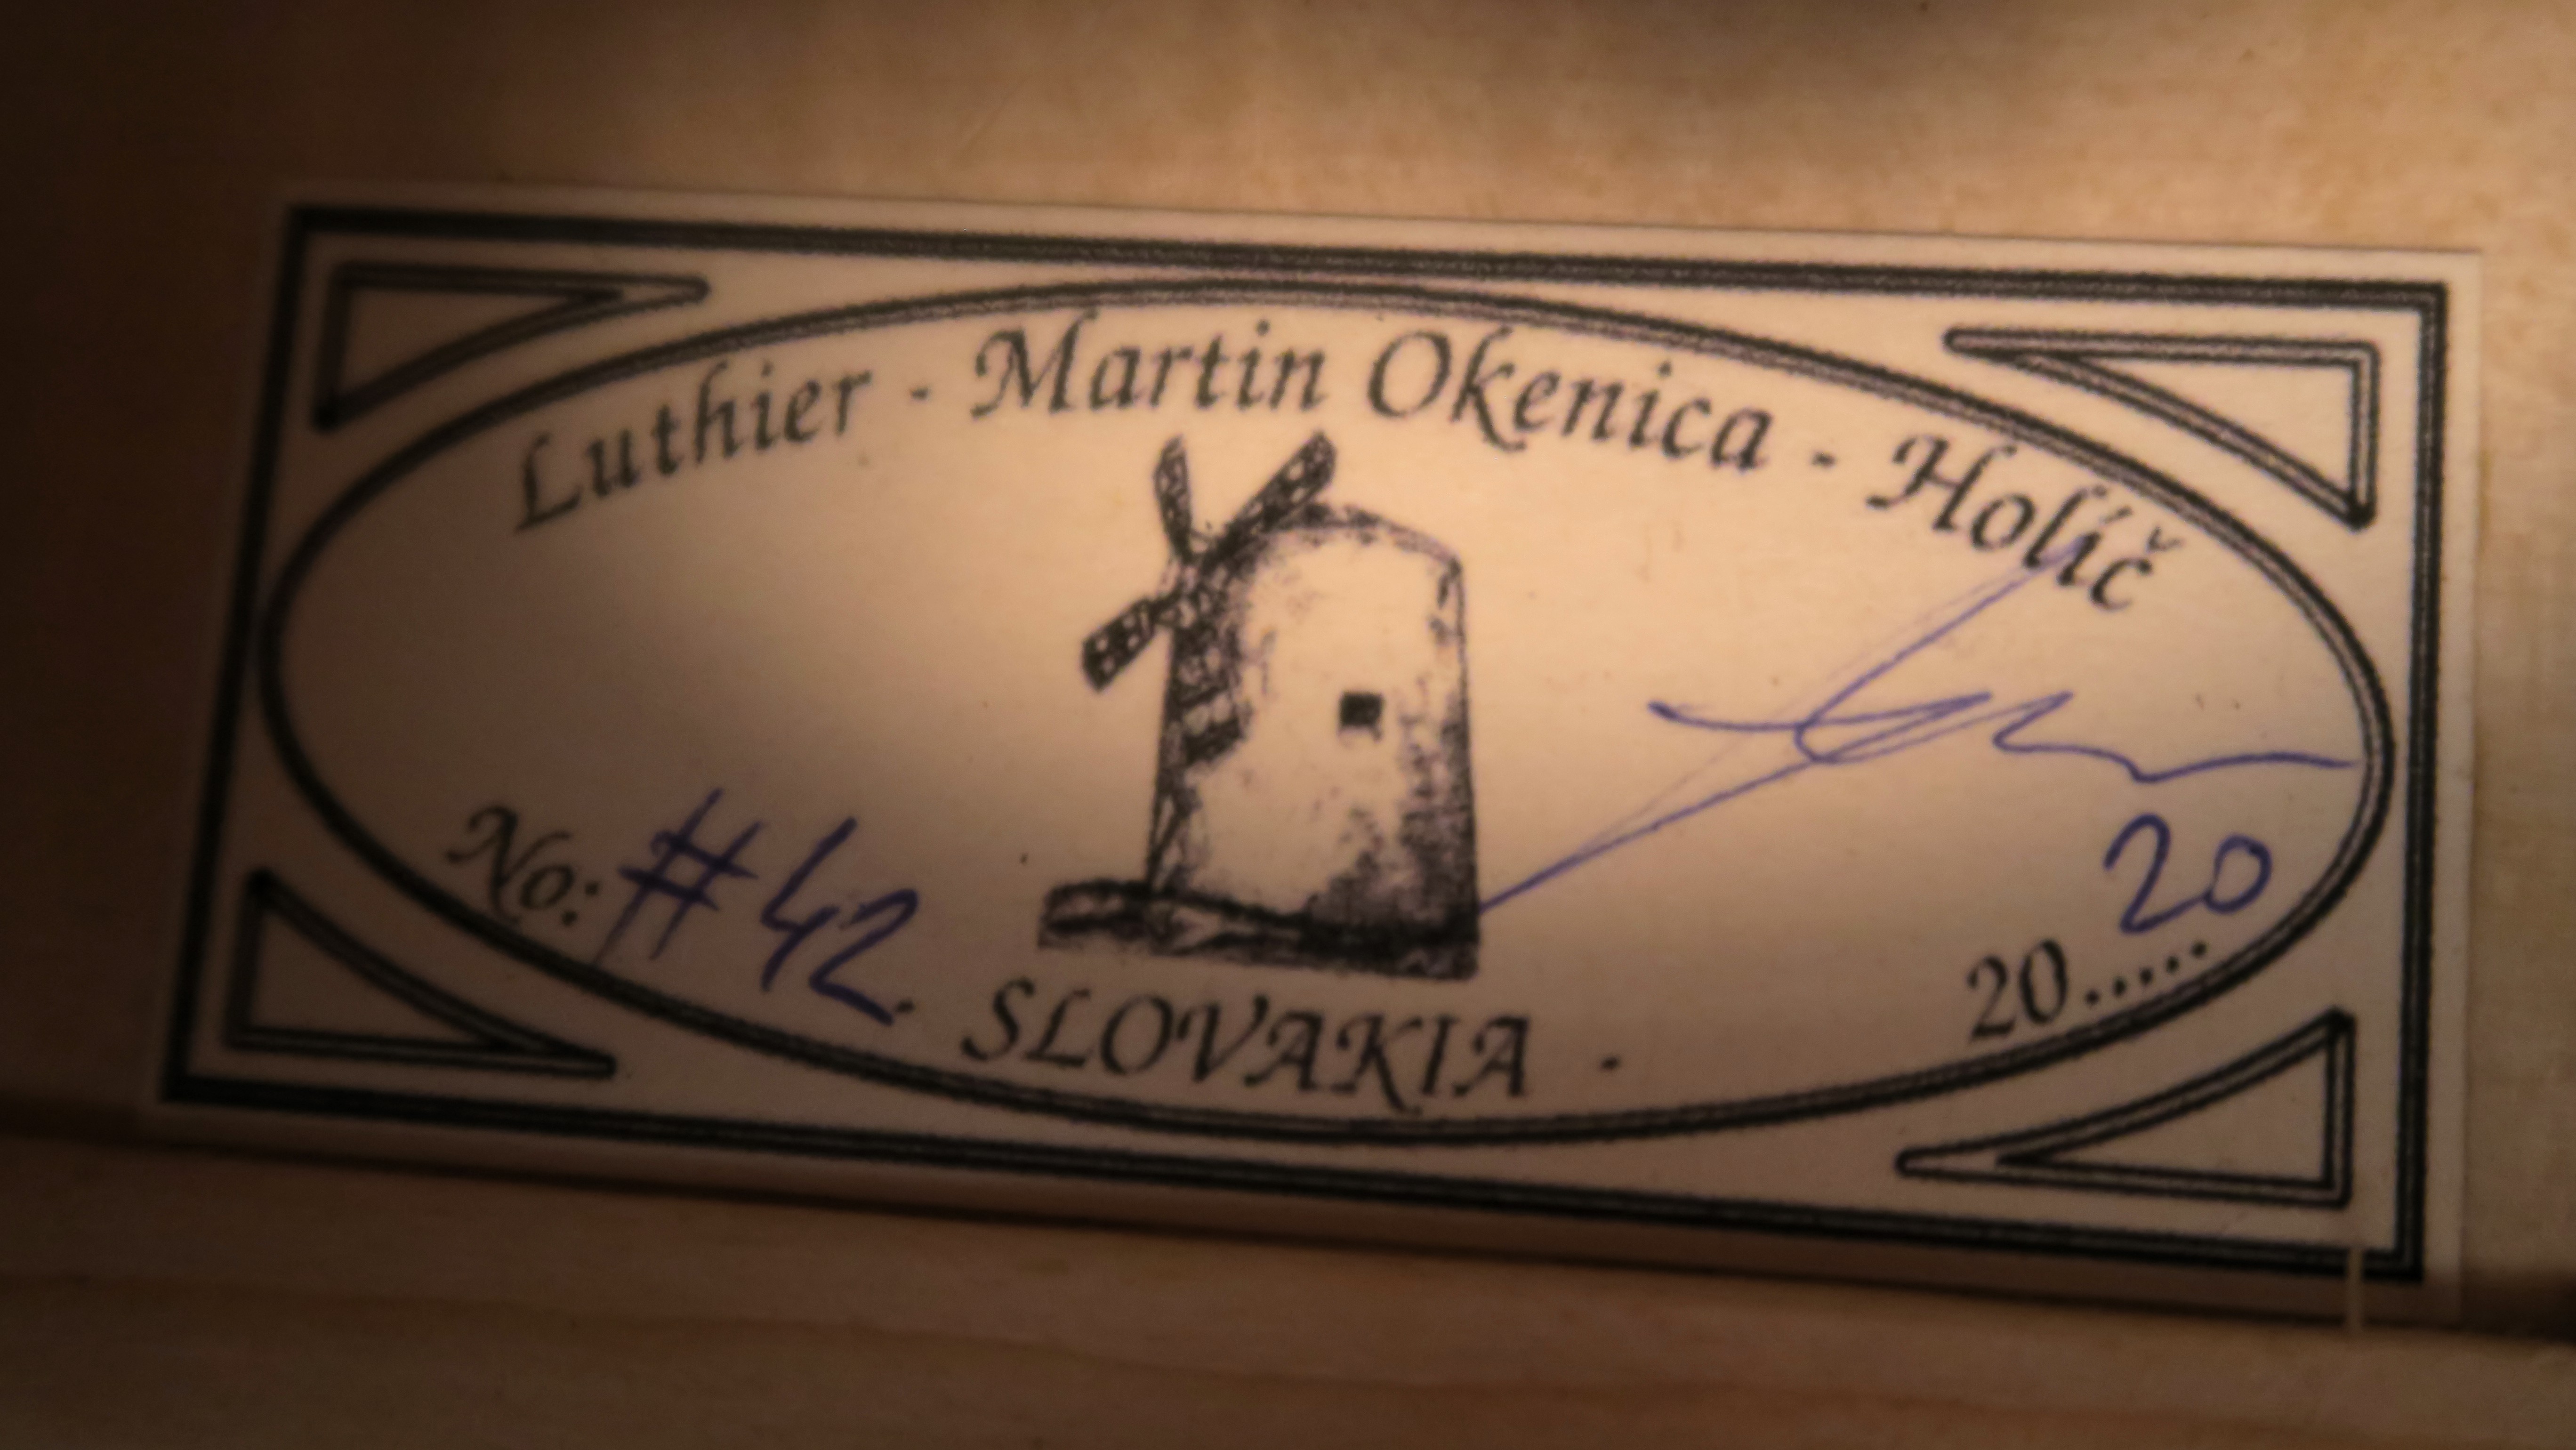 Luthier - Martin Okenica - Holíč
No: #42
20
20.....
SLOVAKIA -